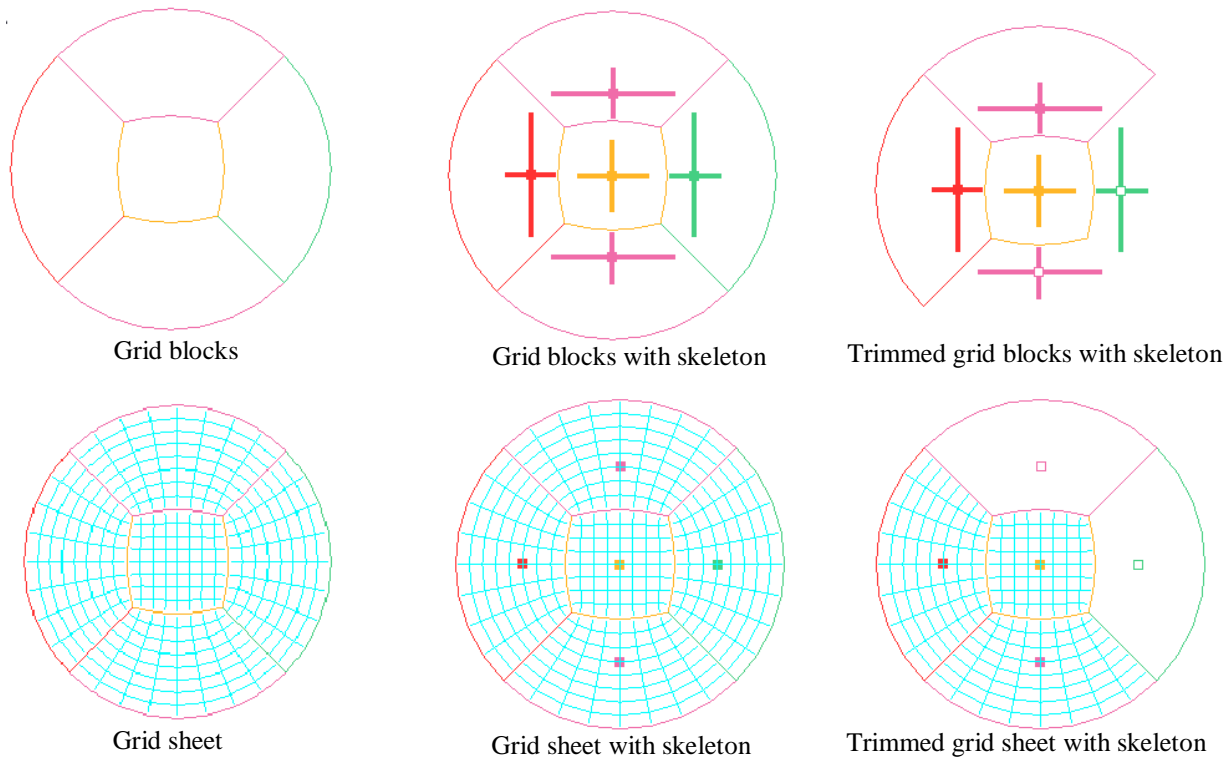 Grid blocks
Grid blocks with skeleton
Trimmed grid blocks with skeleton
Grid sheet
Grid sheet with skeleton
Trimmed grid sheet with skeleton